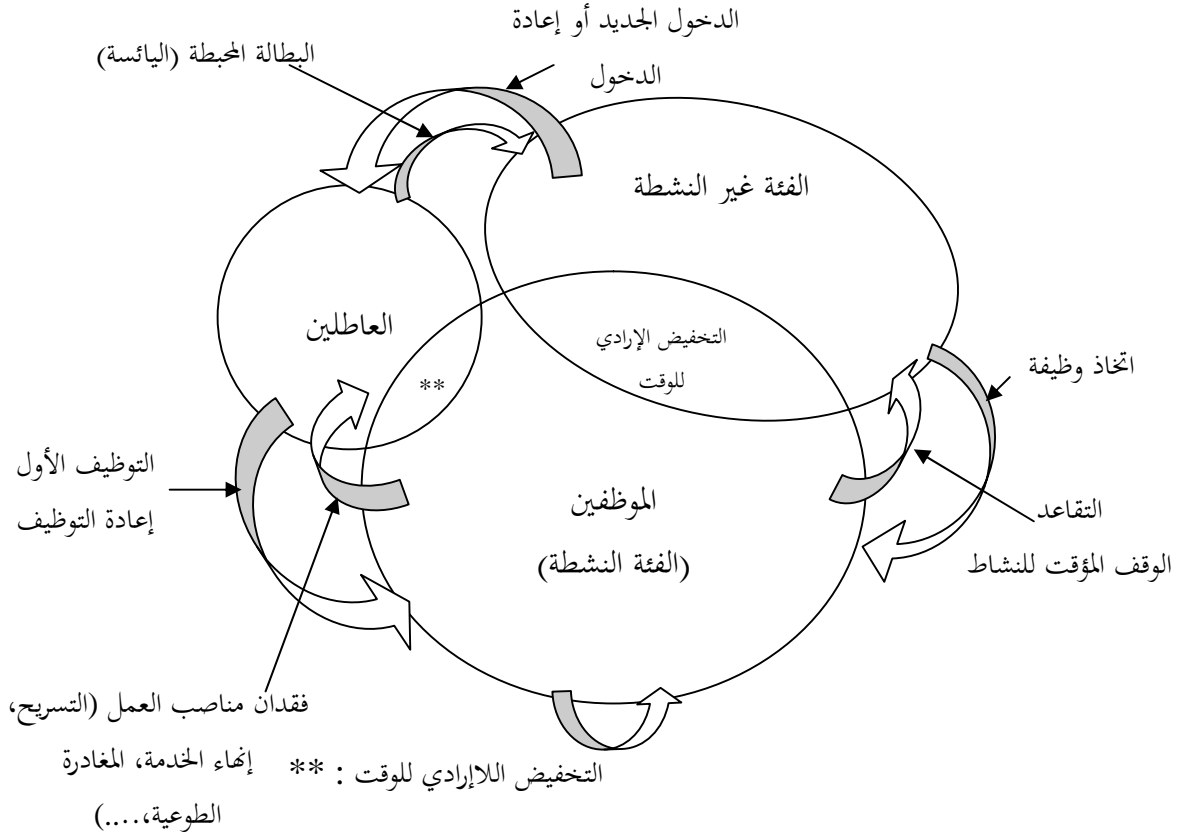 الدخول الجديد أو إعادة
الدخول
البطالة المحبطة (اليائسة)
الفئة غير النشطة
العاطلين
التخفيض الإرادي
للوقت
**
اتخاذ وظيفة
التوظيف الأول
إعادة التوظيف
الموظفين
(الفئة النشطة)
التقاعد
الوقف المؤقت للنشاط
فقدان مناصب العمل (التسريح،
إنهاء الخدمة، المغادرة
الطوعية،....)
** : التخفيض اللاإرادي للوقت